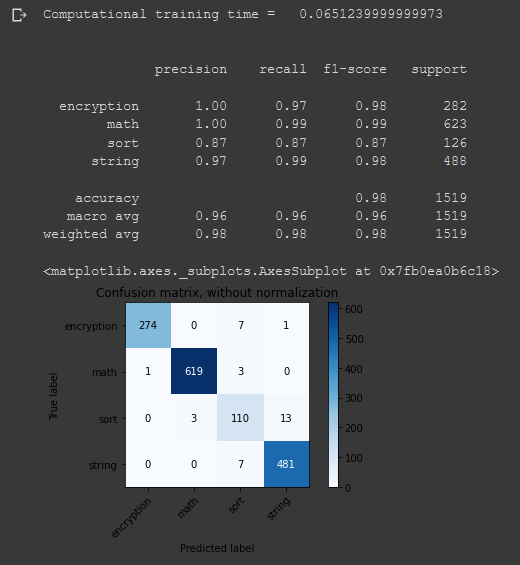 Computational training time =   0.0651239999999973
precision    recall  f1-score   support
encryption       1.00      0.97      0.98       282
math       1.00      0.99      0.99       623
sort       0.87      0.87      0.87       126
string       0.97      0.99      0.98       488
accuracy                           0.98      1519
macro avg       0.96      0.96      0.96      1519
weighted avg       0.98      0.98      0.98      1519
<matplotlib.axes._subplots.AxesSubplot at 0x7fb0ea0b6c18>
Confusion matrix, without normalization
encryption 274 0 7 1
math 1 619 3 0
sort 0 3 110 13
string 0 0 7 481
True label
encryption math sort string
Predicted label
600
500
400
300
200
100
0